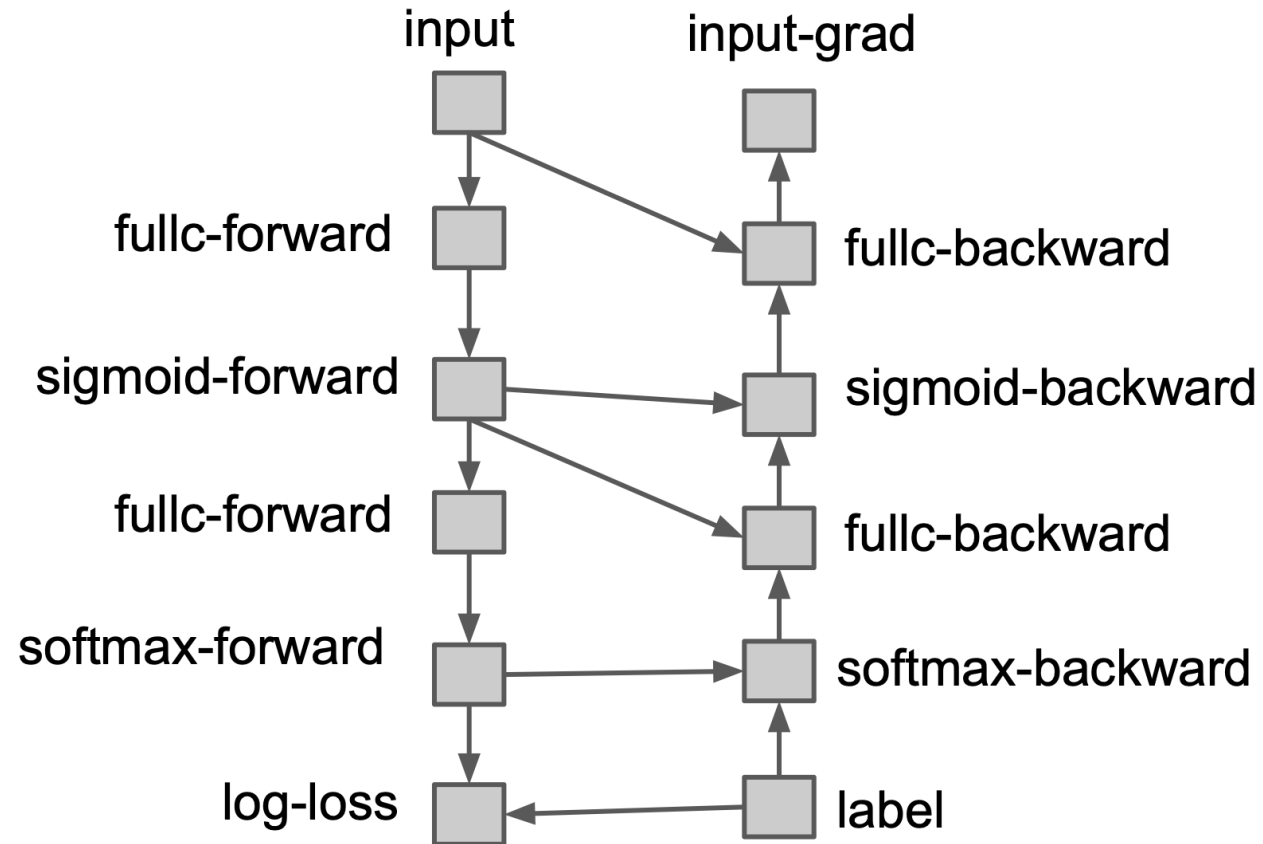 input
input-grad
fullc-forward
fullc-backward
sigmoid-forward
sigmoid-backward
fullc-forward
fullc-backward
softmax-forward
softmax-backward
log-loss
label